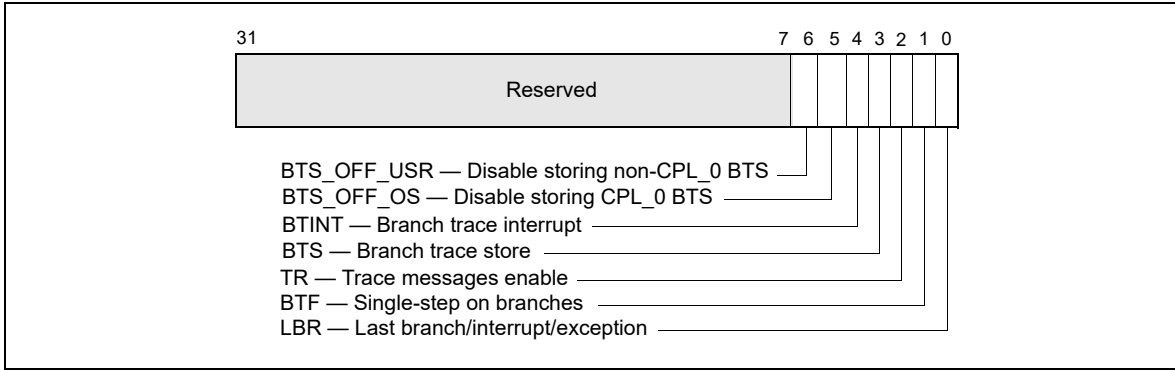 31 7 6 5 4 3 2 1 0
Reserved
BTS_OFF_USR — Disable storing non-CPL_0 BTS
BTS_OFF_OS — Disable storing CPL_0 BTS
BTINT — Branch trace interrupt
BTS — Branch trace store
TR — Trace messages enable
BTF — Single-step on branches
LBR — Last branch/interrupt/exception